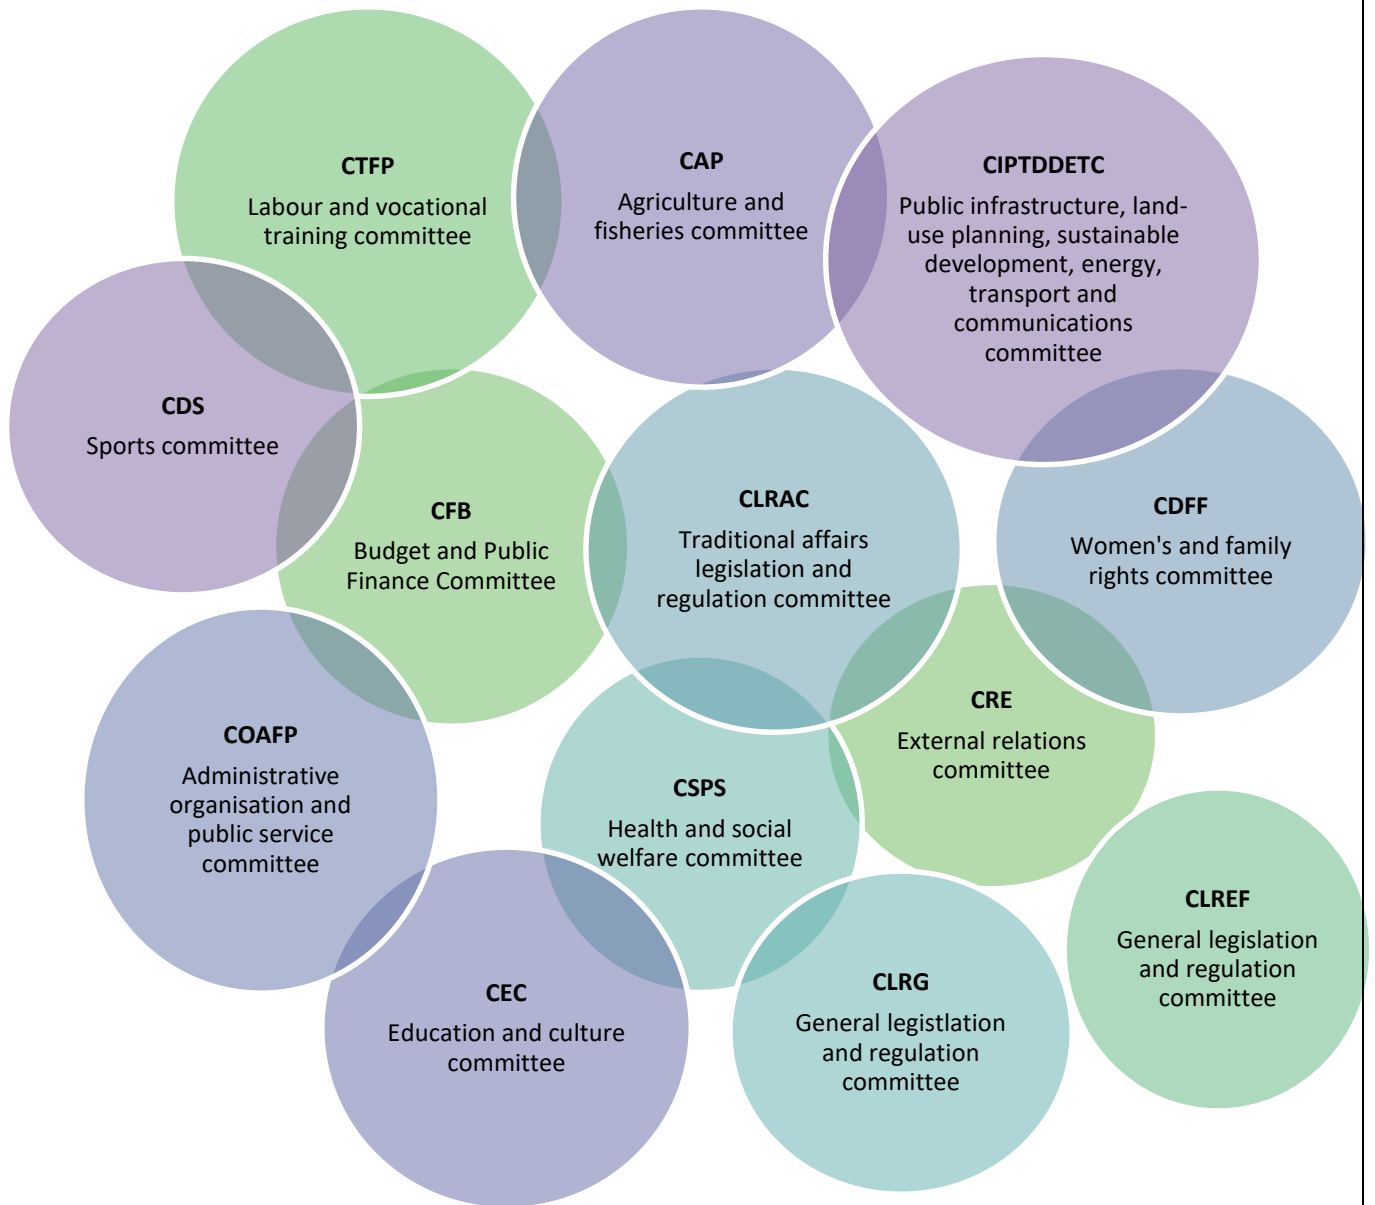 CTFP
Labour and vocational
training committee
CAP
Agriculture and
fisheries committee
CIPTDDETC
Public infrastructure, land-
use planning, sustainable
development, energy,
transport and
communications
committee
CDS
Sports committee
CFB
Budget and Public
Finance Committee
CLRAC
Traditional affairs
legislation and
regulation committee
CDFF
Women's and family
rights committee
COAFP
Administrative
organisation and
public service
committee
CSPS
Health and social
welfare committee
CRE
External relations
committee
CLREF
General legislation
and regulation
committee
CEC
Education and culture
committee
CLRG
General legistlation
and regulation
committee